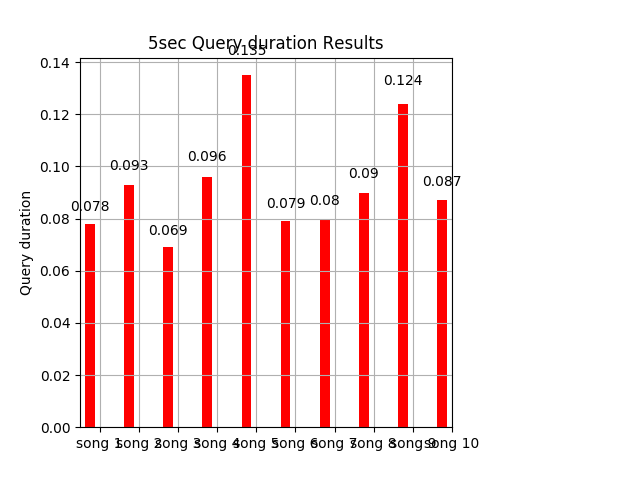 5sec Query duration Results
0.135
0.14
0.124
0.12
0.10
0.093
0.096
0.09
0.087
0.08
0.078
0.069
0.079
0.08
0.06
0.04
0.02
0.00
Query duration
song 1
song 2
song 3
song 4
song 5
song 6
song 7
song 8
song 9
song 10